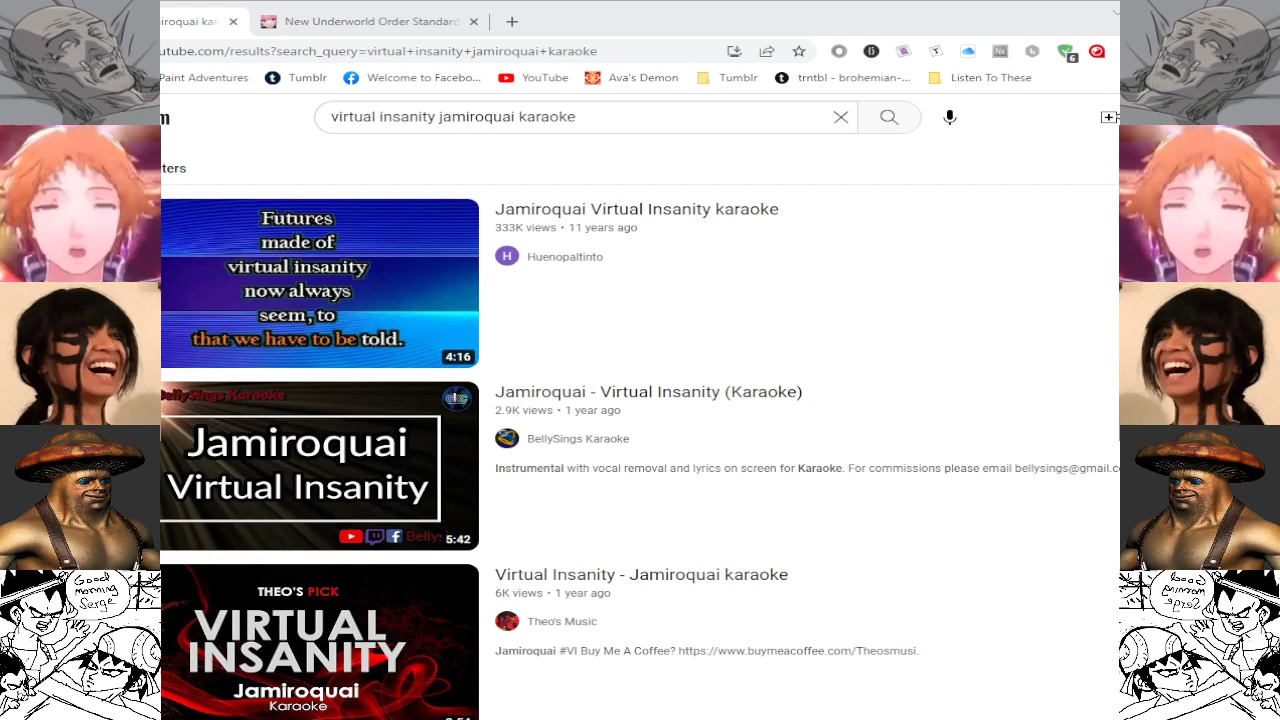 iroquai kar
New Underworld Order Standard
utube.com/results?search_query=virtual+insanity+jamiroquai+karaoke
Nx
6
Paint Adventures
Tumblr
Welcome to Facebo...
YouTube
Ava's Demon
Tumblr
trntbl - brohemian-...
Listen To These
m
virtual insanity jamiroquai karaoke
ters
Futures
made of
virtual insanity
now always
seem, to
that we have to be told.
4:16
Jamiroquai Virtual Insanity karaoke
333K views • 11 years ago
H
Huenopaltinto
BellySings Karaoke
Jamiroquai
Virtual Insanity
Bellys
5:42
Jamiroquai - Virtual Insanity (Karaoke)
2.9K views • 1 year ago
BellySings Karaoke
Instrumental with vocal removal and lyrics on screen for Karaoke. For commissions please email bellysings@gmail.c
THEO'S PICK
VIRTUAL
INSANITY
Jamiroquai
Karaoke
Virtual Insanity - Jamiroquai karaoke
6K views • 1 year ago
Theo's Music
Jamiroquai #VI Buy Me A Coffee? https://www.buymeacoffee.com/Theosmusi.
Good
morning
Serge